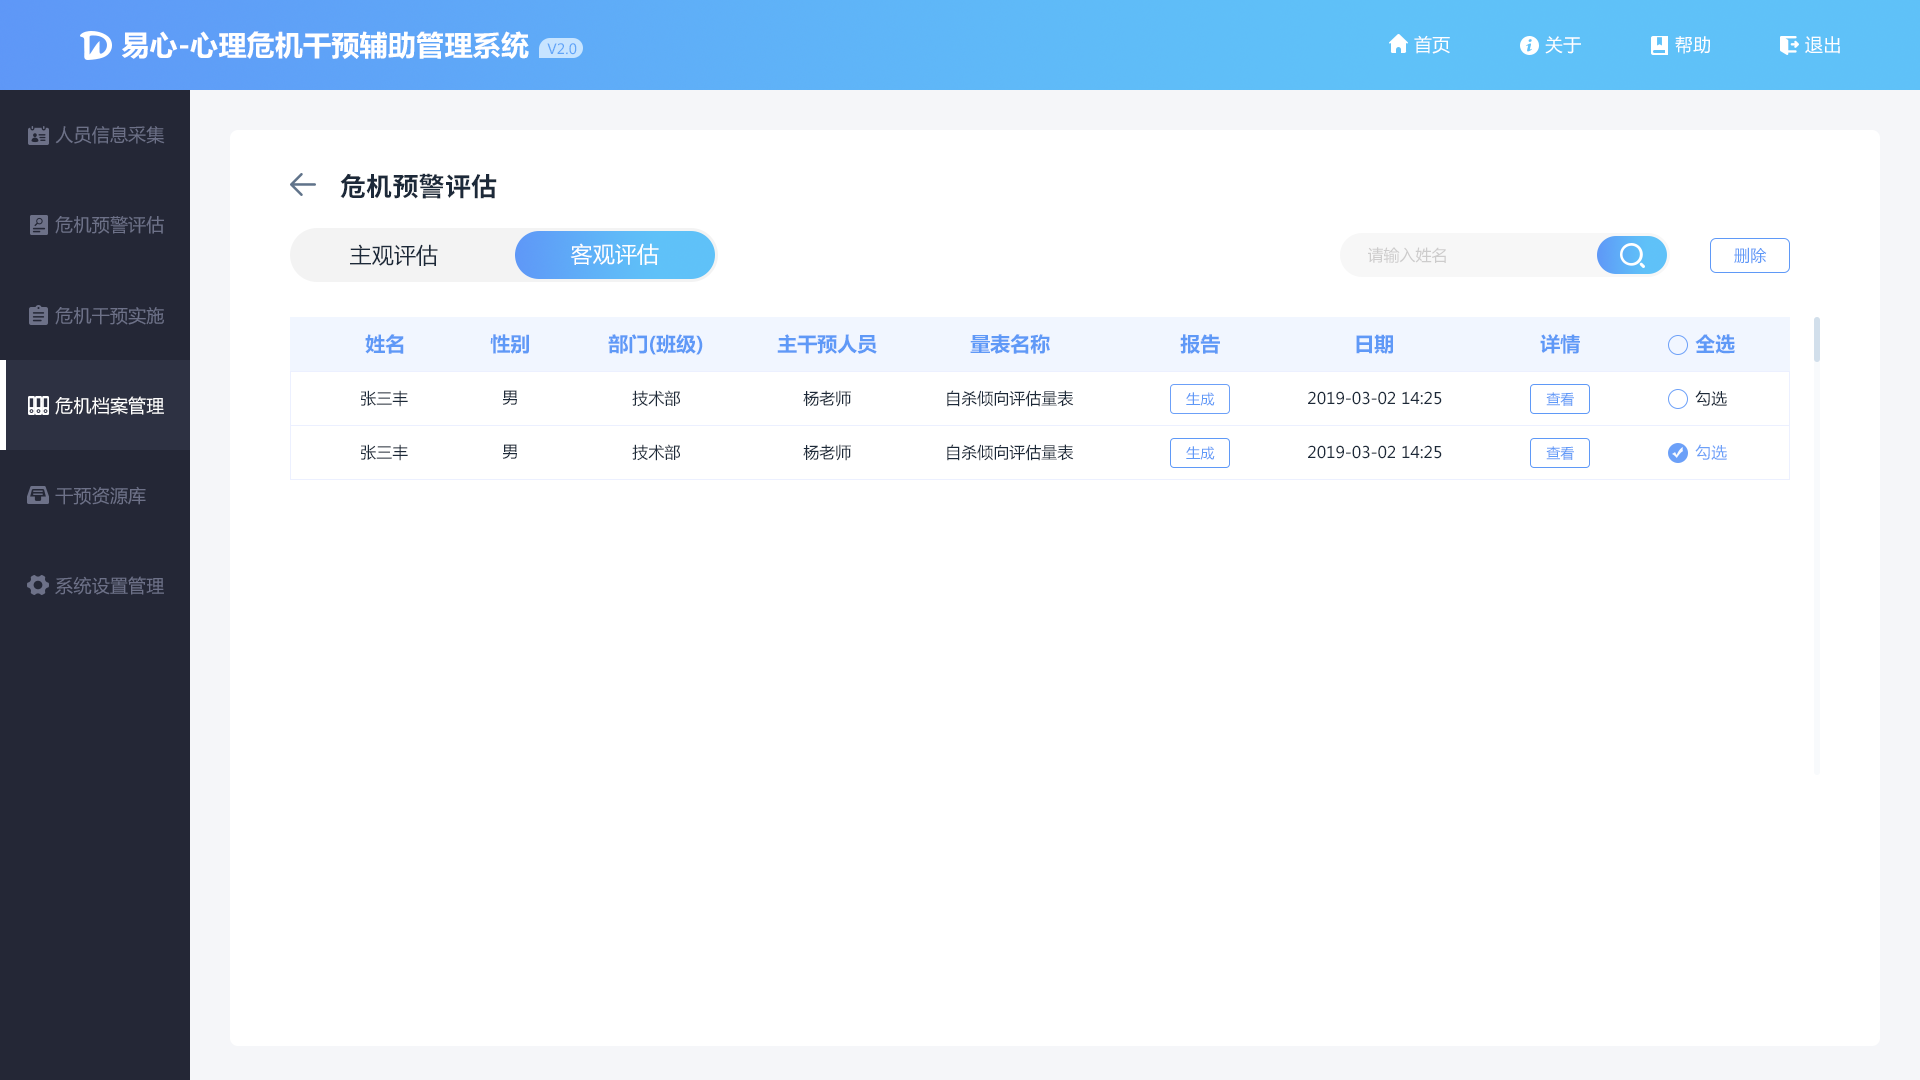 易心-心理危机干预辅助管理系统 V2.0
首页 关于 帮助 退出
人员信息采集
危机预警评估
危机干预实施
危机档案管理
干预资源库
系统设置管理
危机预警评估
主观评估 客观评估 请输入姓名 删除
姓名 性别 部门(班级) 主干预人员 量表名称 报告 日期 详情 全选
张三丰 男 技术部 杨老师 自杀倾向评估量表 生成 2019-03-02 14:25 查看 勾选
张三丰 男 技术部 杨老师 自杀倾向评估量表 生成 2019-03-02 14:25 查看 勾选